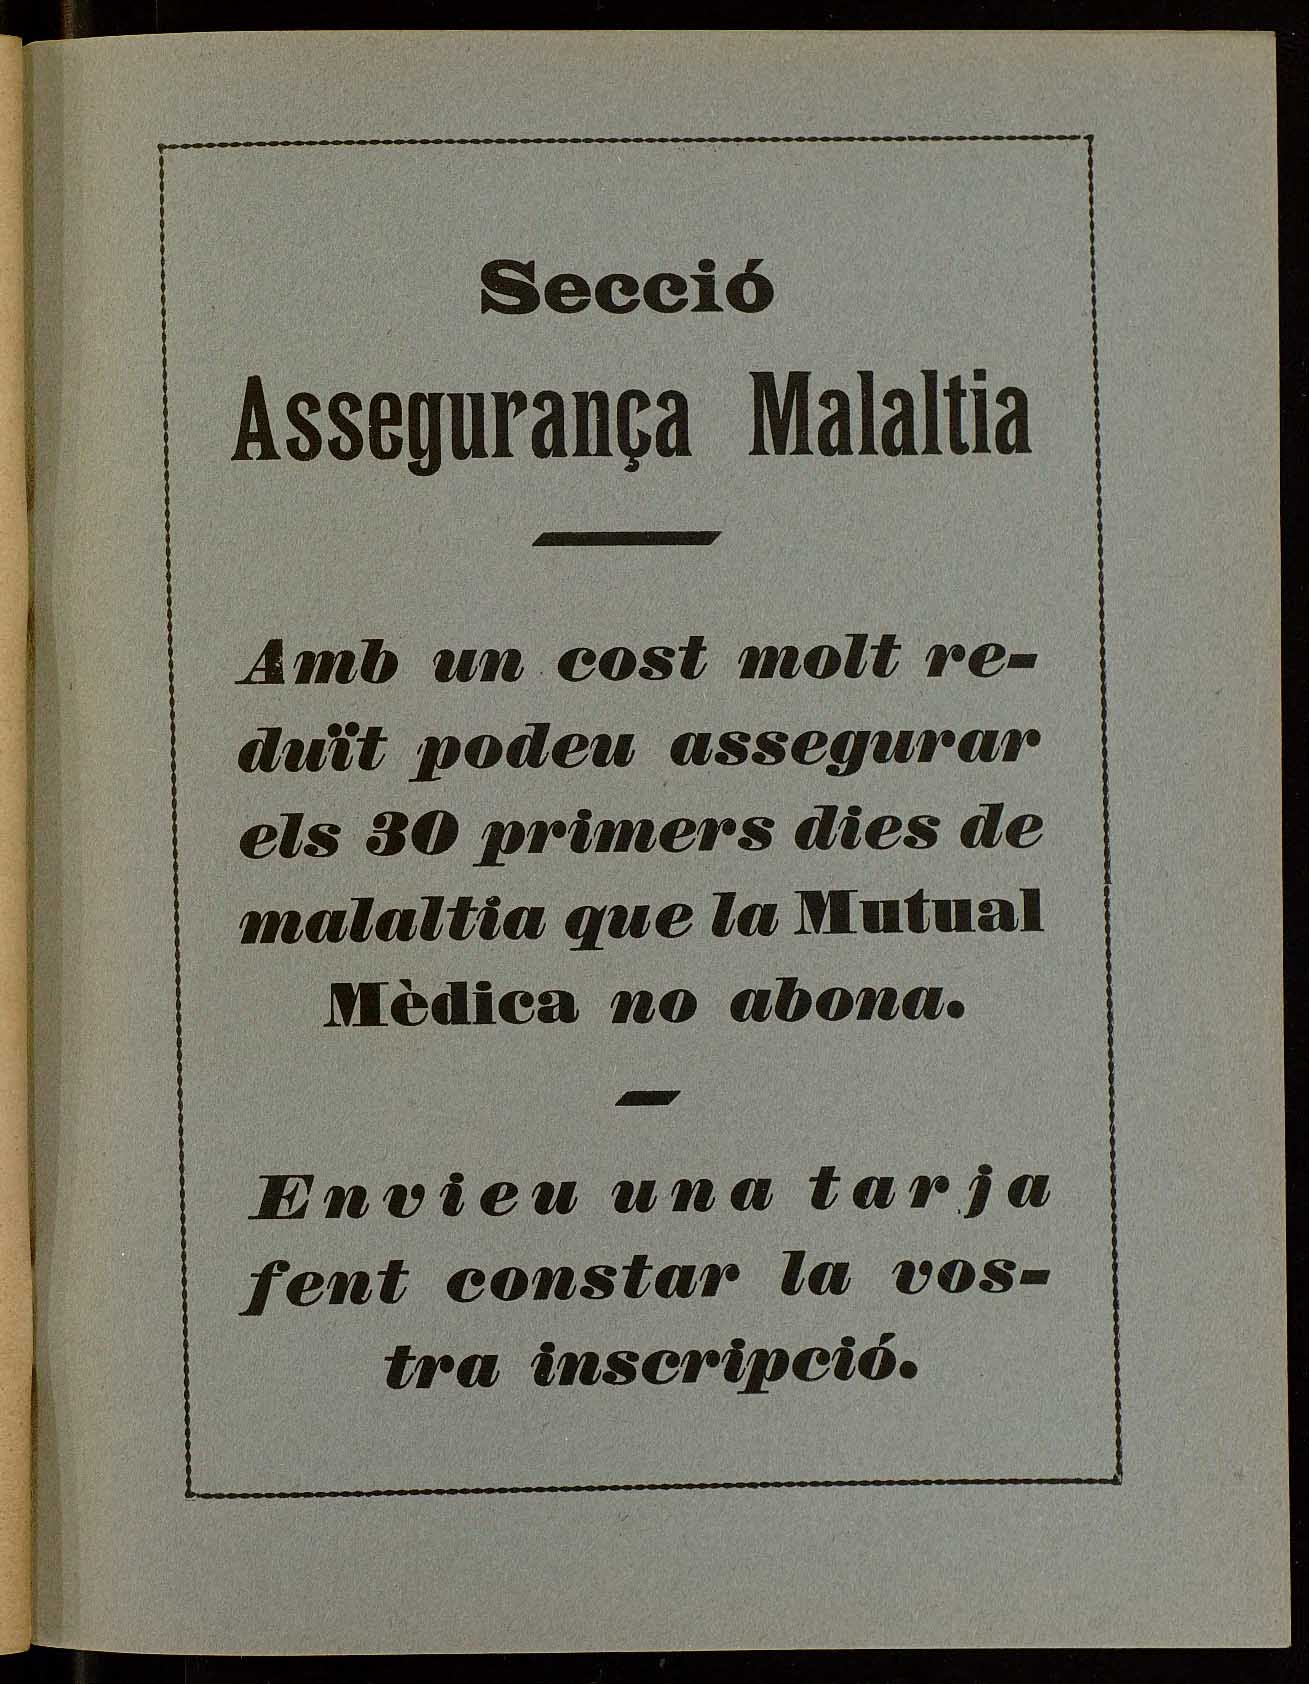 Secció
Assegurança Malaltia
Amb un cost molt re-
duït podeu assegurar
els 30 primers dies de
malaltia que la Mutual
Mèdica no abona.
Envieu una tarja
fent constar la vos-
tra inscripció.